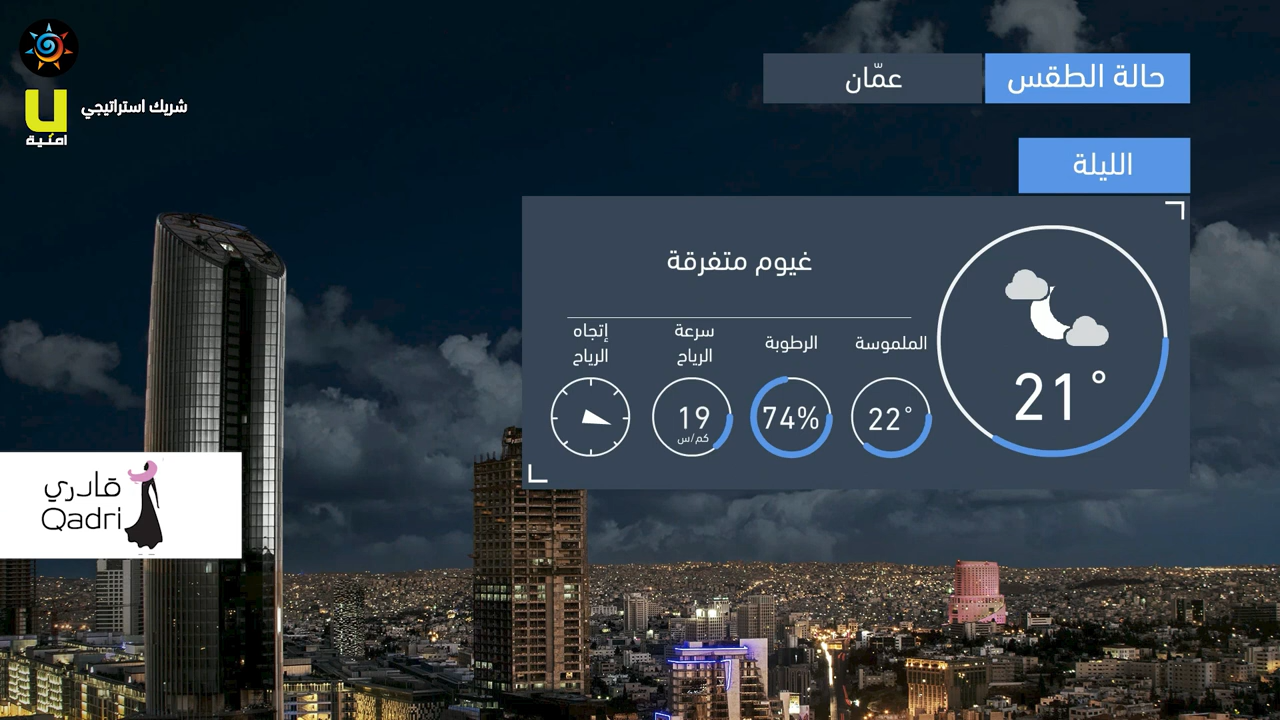 حالة الطقس
عمّان
شريك استراتيجي
امنية
الليلة
غيوم متفرقة
21°
الملموسة
22°
الرطوبة
74%
سرعة
الرياح
19
كم/س
إتجاه
الرياح
قادري
Qadri